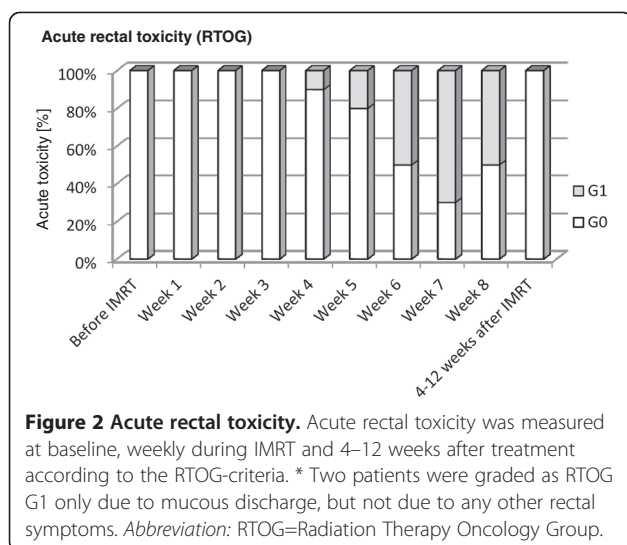 Acute rectal toxicity (RTOG)
Acute toxicity [%]
100%
80%
60%
40%
20%
0%
G1
G0
Before IMRT
Week 1
Week 2
Week 3
Week 4
Week 5
Week 6
Week 7
Week 8
4-12 weeks after IMRT
Figure 2 Acute rectal toxicity. Acute rectal toxicity was measured
at baseline, weekly during IMRT and 4–12 weeks after treatment
according to the RTOG-criteria. * Two patients were graded as RTOG
G1 only due to mucous discharge, but not due to any other rectal
symptoms. Abbreviation: RTOG=Radiation Therapy Oncology Group.